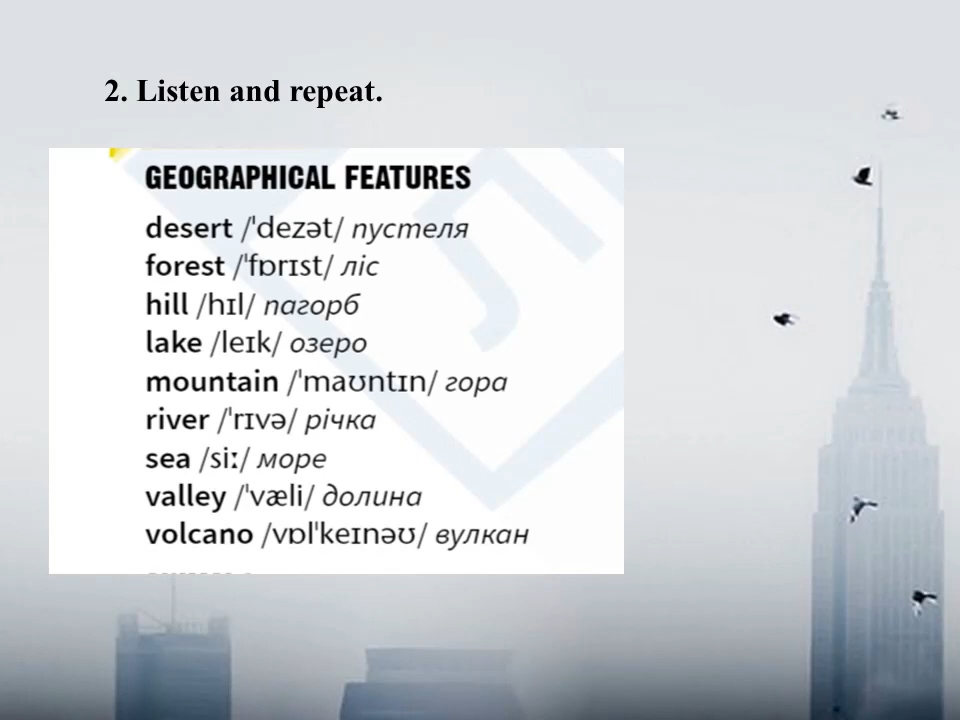 2. Listen and repeat.
GEOGRAPHICAL FEATURES
desert /ˈdezət/ пустеля
forest /ˈfɒrɪst/ ліс
hill /hɪl/ пагорб
lake /leɪk/ озеро
mountain /ˈmaʊntɪn/ гора
river /ˈrɪvə/ річка
sea /siː/ море
valley /ˈvæli/ долина
volcano /vɒlˈkeɪnəʊ/ вулкан